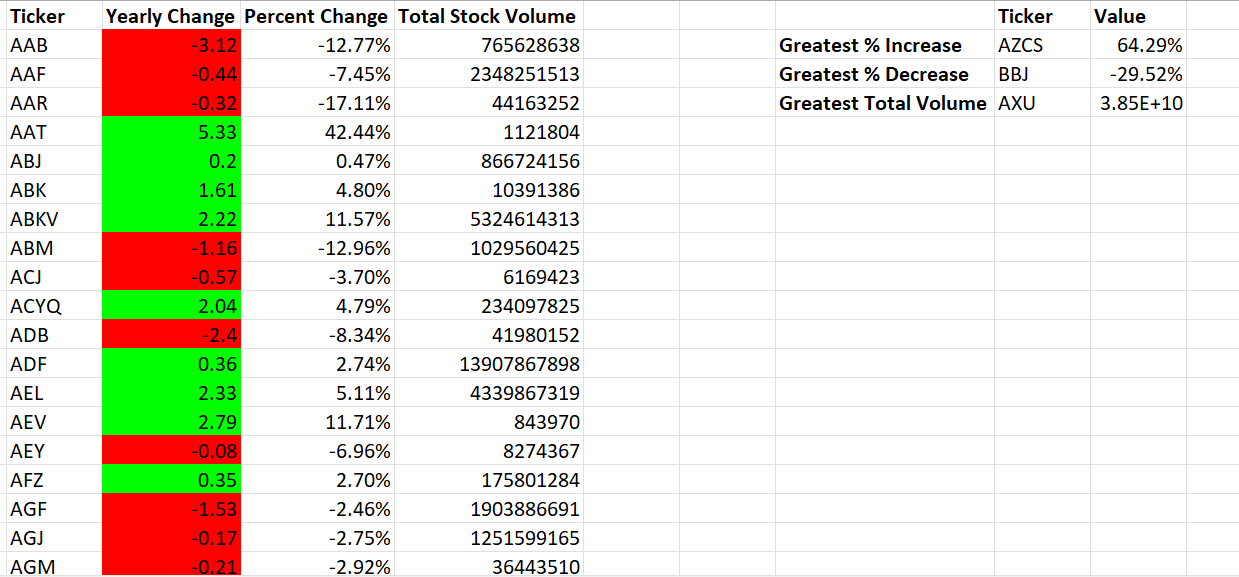 Ticker Yearly Change Percent Change Total Stock Volume Ticker Value
AAB -3.12 -12.77% 765628638 Greatest % Increase AZCS 64.29%
AAF -0.44 -7.45% 2348251513 Greatest % Decrease BBJ -29.52%
AAR -0.32 -17.11% 44163252 Greatest Total Volume AXU 3.85E+10
AAT 5.33 42.44% 1121804
ABJ 0.2 0.47% 866724156
ABK 1.61 4.80% 10391386
ABKV 2.22 11.57% 5324614313
ABM -1.16 -12.96% 1029560425
ACJ -0.57 -3.70% 6169423
ACYQ 2.04 4.79% 234097825
ADB -2.4 -8.34% 41980152
ADF 0.36 2.74% 13907867898
AEL 2.33 5.11% 4339867319
AEV 2.79 11.71% 843970
AEY -0.08 -6.96% 8274367
AFZ 0.35 2.70% 175801284
AGF -1.53 -2.46% 1903886691
AGJ -0.17 -2.75% 1251599165
AGM -0.21 -2.92% 36443510